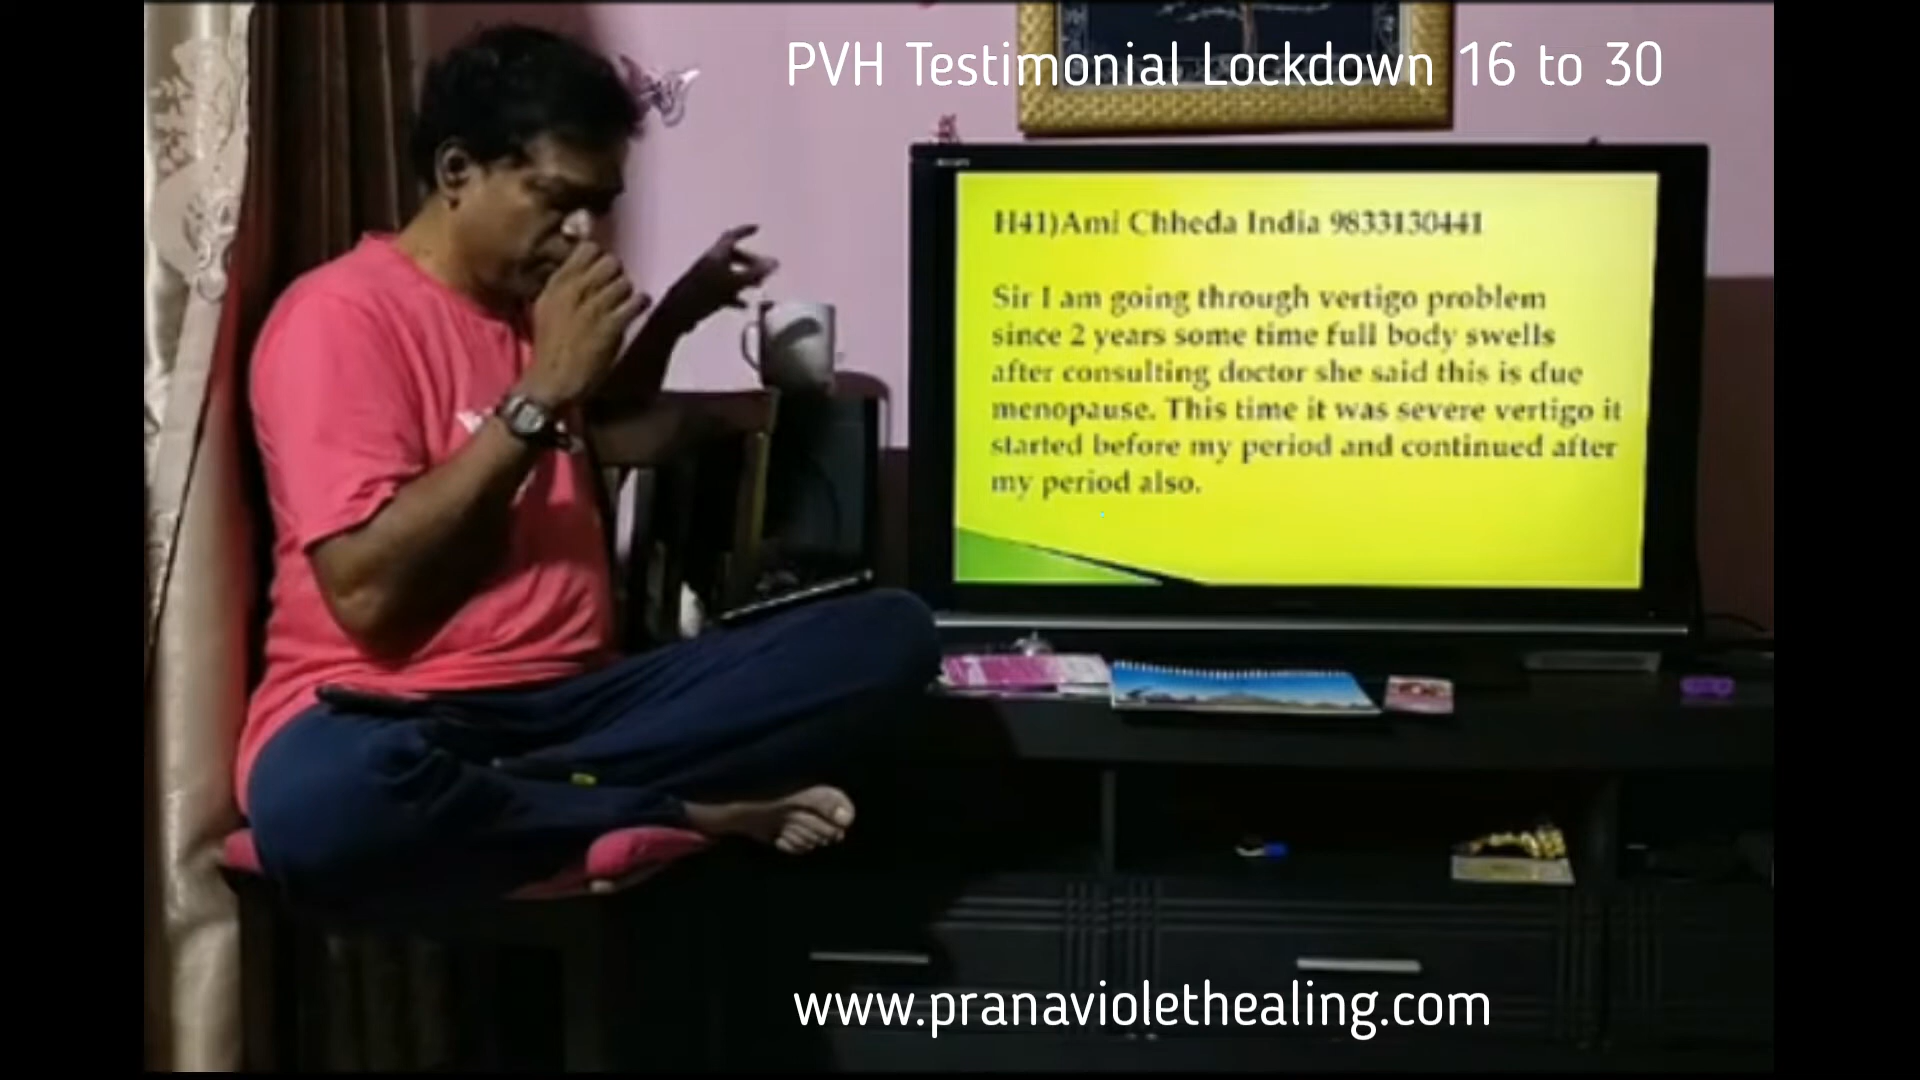 PVH Testimonial Lockdown 16 to 30
H41)Ami Chheda India 9833130441
Sir I am going through vertigo problem
since 2 years some time full body swells
after consulting doctor she said this is due
menopause. This time it was severe vertigo it
started before my period and continued after
my period also.
www.pranaviolethealing.com